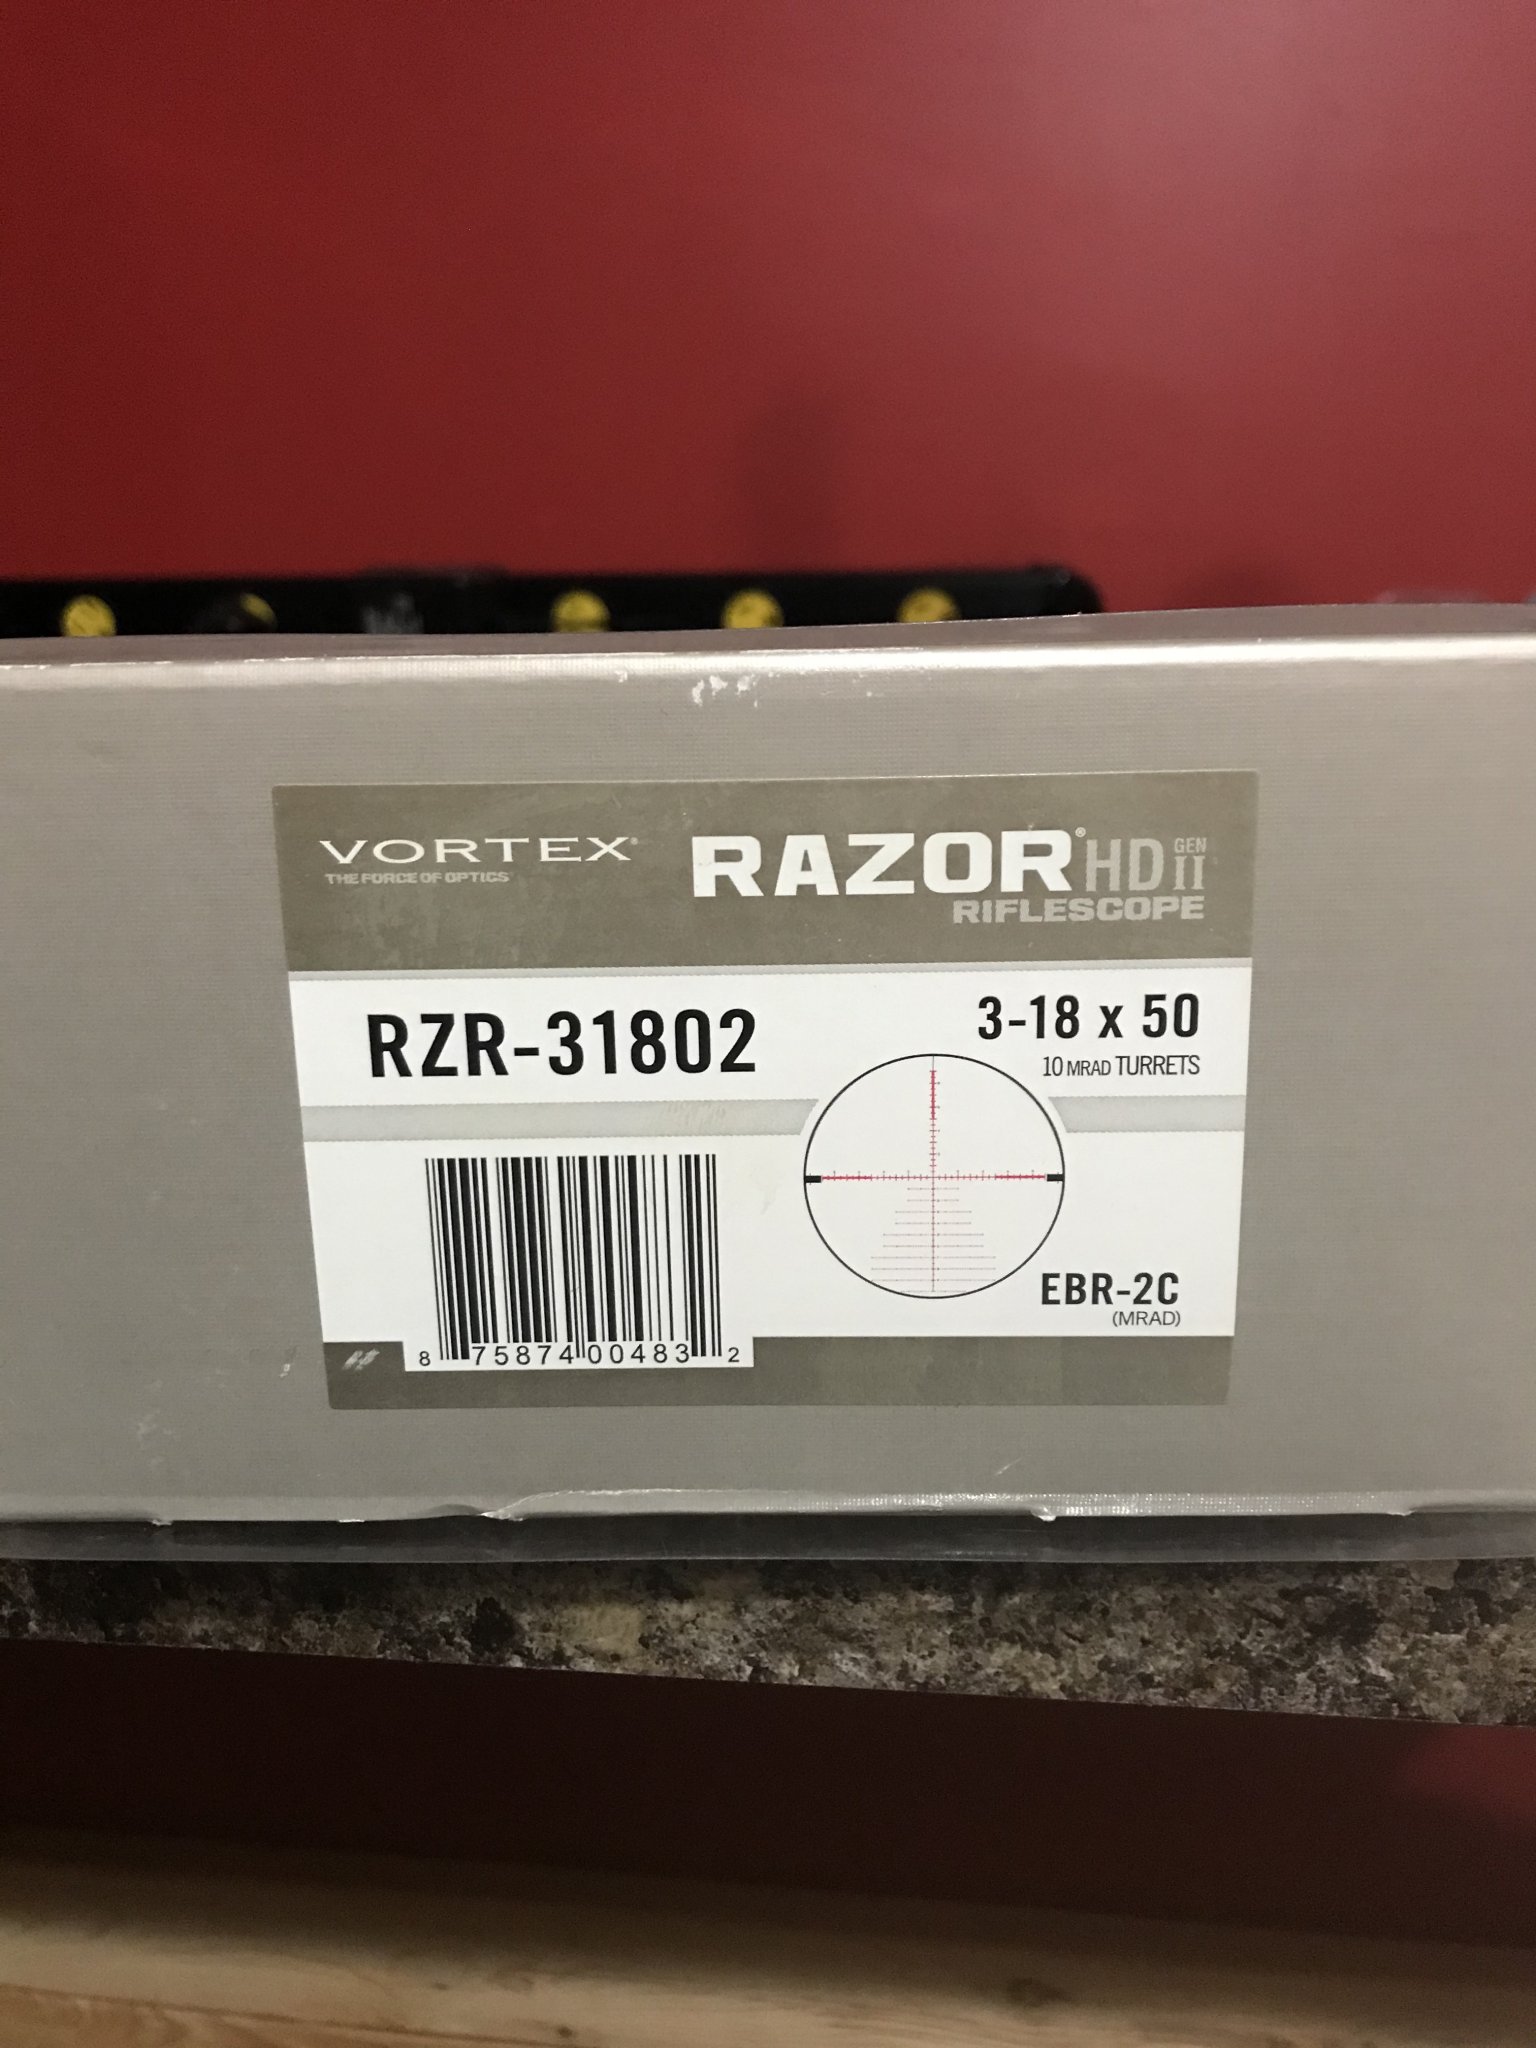 VORTEX®
THE FORCE OF OPTICS
RAZOR® HD GEN II
RIFLESCOPE
RZR-31802
3-18 x 50
10 MRAD TURRETS
EBR-2C
(MRAD)
8 75874 00483 2